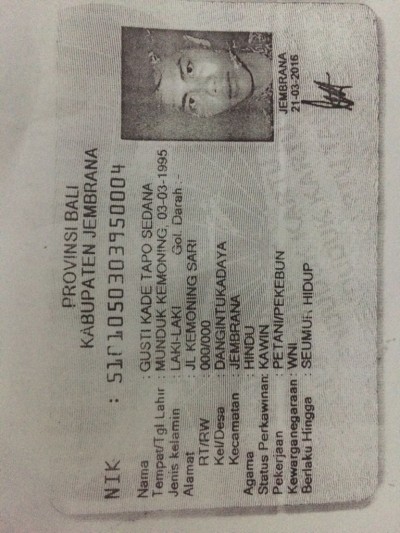 PROVINSI BALI
KABUPATEN JEMBRANA
NIK :
Nama : GUSTI KADE TAPO SEDANA
Tempat/Tgl Lahir : MUNDUK KEMONING, 03-03-1995
Jenis kelamin : LAKI-LAKI Gol. Darah :-
Alamat : JL KEMONING SARI
RT/RW : 000/000
Kel/Desa : DANGINTUKADAYA
Kecamatan : JEMBRANA
Agama : HINDU
Status Perkawinan: KAWIN
Pekerjaan : PETANI/PEKEBUN
Kewarganegaraan : WNI
Berlaku Hingga : SEUMUR HIDUP
JEMBRANA
21-03-2016